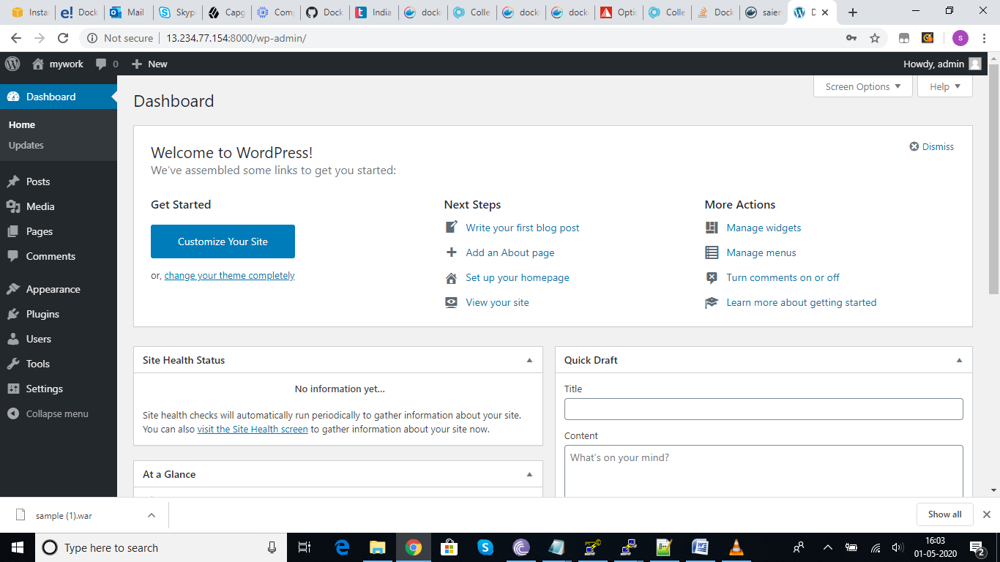 Insta Dock Mail Skyp Capg Comp Dock India dock Colle dock dock Optio Colle Dock saier D
Not secure 13.234.77.154:8000/wp-admin/ s
mywork 0 New Howdy, admin
Dashboard
Home
Updates
Posts
Media
Pages
Comments
Appearance
Plugins
Users
Tools
Settings
Collapse menu
Screen Options Help
Dashboard
Welcome to WordPress! Dismiss
We've assembled some links to get you started:
Get Started
Customize Your Site
or, change your theme completely
Next Steps
Write your first blog post
Add an About page
Set up your homepage
View your site
More Actions
Manage widgets
Manage menus
Turn comments on or off
Learn more about getting started
Site Health Status
No information yet...
Site health checks will automatically run periodically to gather information about your site.
You can also visit the Site Health screen to gather information about your site now.
At a Glance
Quick Draft
Title
Content
What's on your mind?
sample (1).war Show all
Type here to search
16:03
01-05-2020
2